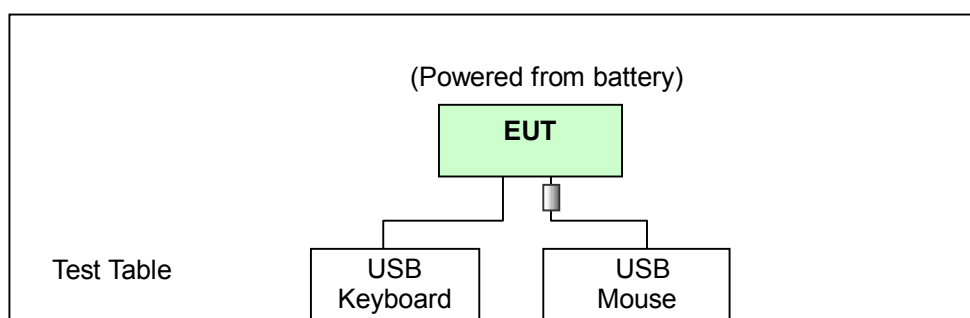 (Powered from battery)
EUT
Test Table
USB
Keyboard
USB
Mouse